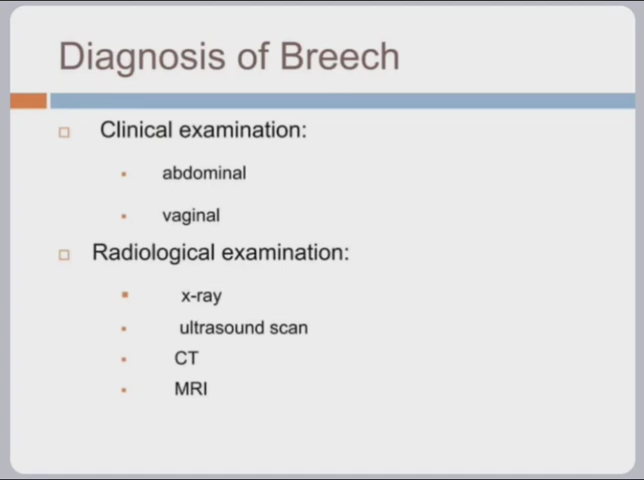 Diagnosis of Breech
Clinical examination:
abdominal
vaginal
Radiological examination:
x-ray
ultrasound scan
CT
MRI